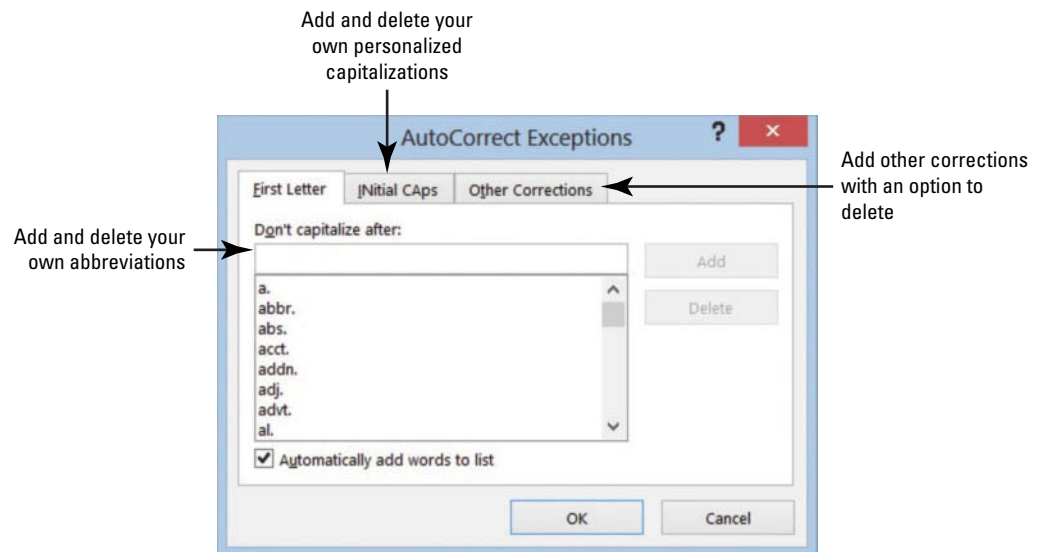 Add and delete your
own personalized
capitalizations
AutoCorrect Exceptions
?
×
First Letter
INitial CAps
Other Corrections
Add other corrections
with an option to
delete
Don't capitalize after:
Add and delete your
own abbreviations
Add
Delete
a.
abbr.
abs.
acct.
addn.
adj.
advt.
al.
Automatically add words to list
OK
Cancel